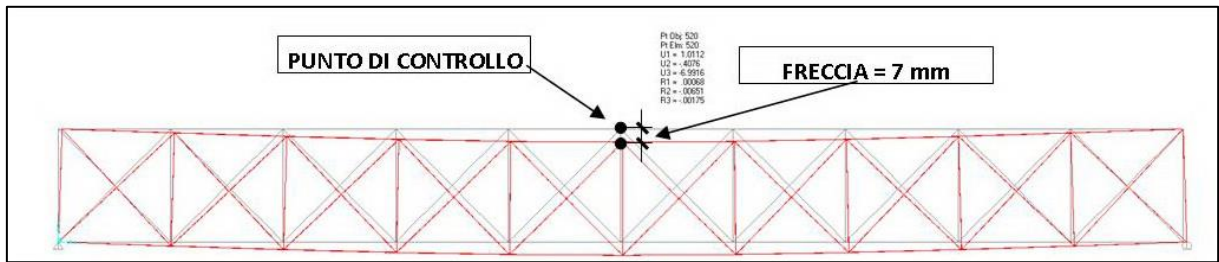 Pt Obj: 520
Pt Elm: 520
U1 = 1.0112
U2 = -.4076
U3 = -6.9916
R1 = .00068
R2 = -.00651
R3 = -.00175
PUNTO DI CONTROLLO
FRECCIA = 7 mm